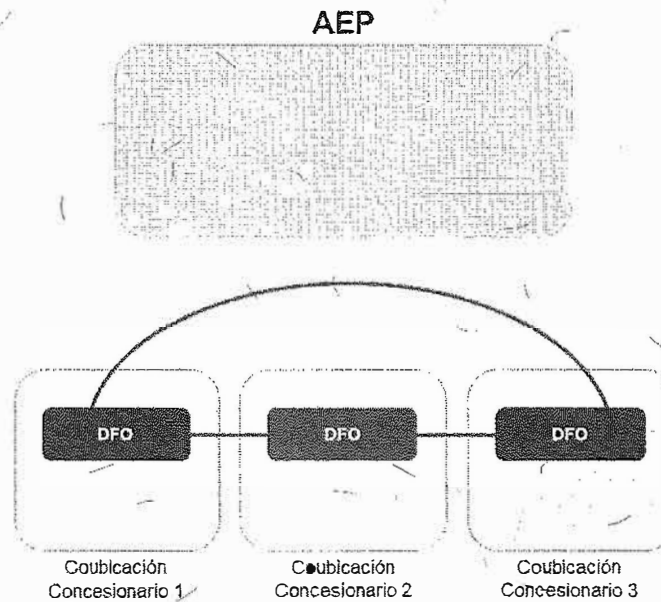 AEP
DFO
DFO
DFO
Coubicación
Concesionario 1
Coubicación
Concesionario 2
Coubicación
Concesionario 3